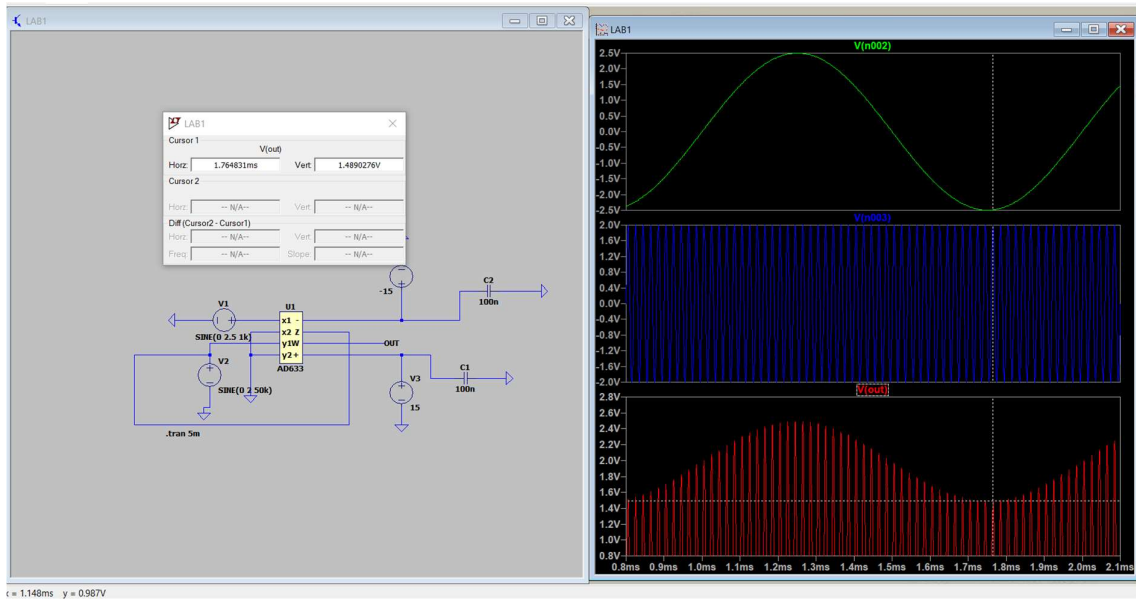 LAB1
LAB1
×
Cursor 1
V(out)
Horz: 1.764831ms Vert: 1.4890276V
Cursor 2
Horz: -- N/A-- Vert: -- N/A--
Diff (Cursor2 - Cursor1)
Horz: -- N/A-- Vert: -- N/A--
Freq: -- N/A-- Slope: -- N/A--
-15
C2
100n
V1
SINE(0 2.5 1k)
U1
x1 -
x2 Z
y1W
y2+
AD633
OUT
V2
SINE(0 2 50k)
V3
15
C1
100n
.tran 5m
LAB1
V(n002)
2.5V
2.0V
1.5V
1.0V
0.5V
0.0V
-0.5V
-1.0V
-1.5V
-2.0V
-2.5V
V(n003)
2.0V
1.6V
1.2V
0.8V
0.4V
0.0V
-0.4V
-0.8V
-1.2V
-1.6V
-2.0V
V(out)
2.8V
2.6V
2.4V
2.2V
2.0V
1.8V
1.6V
1.4V
1.2V
1.0V
0.8V
0.8ms 0.9ms 1.0ms 1.1ms 1.2ms 1.3ms 1.4ms 1.5ms 1.6ms 1.7ms 1.8ms 1.9ms 2.0ms 2.1ms
= 1.148ms y = 0.987V